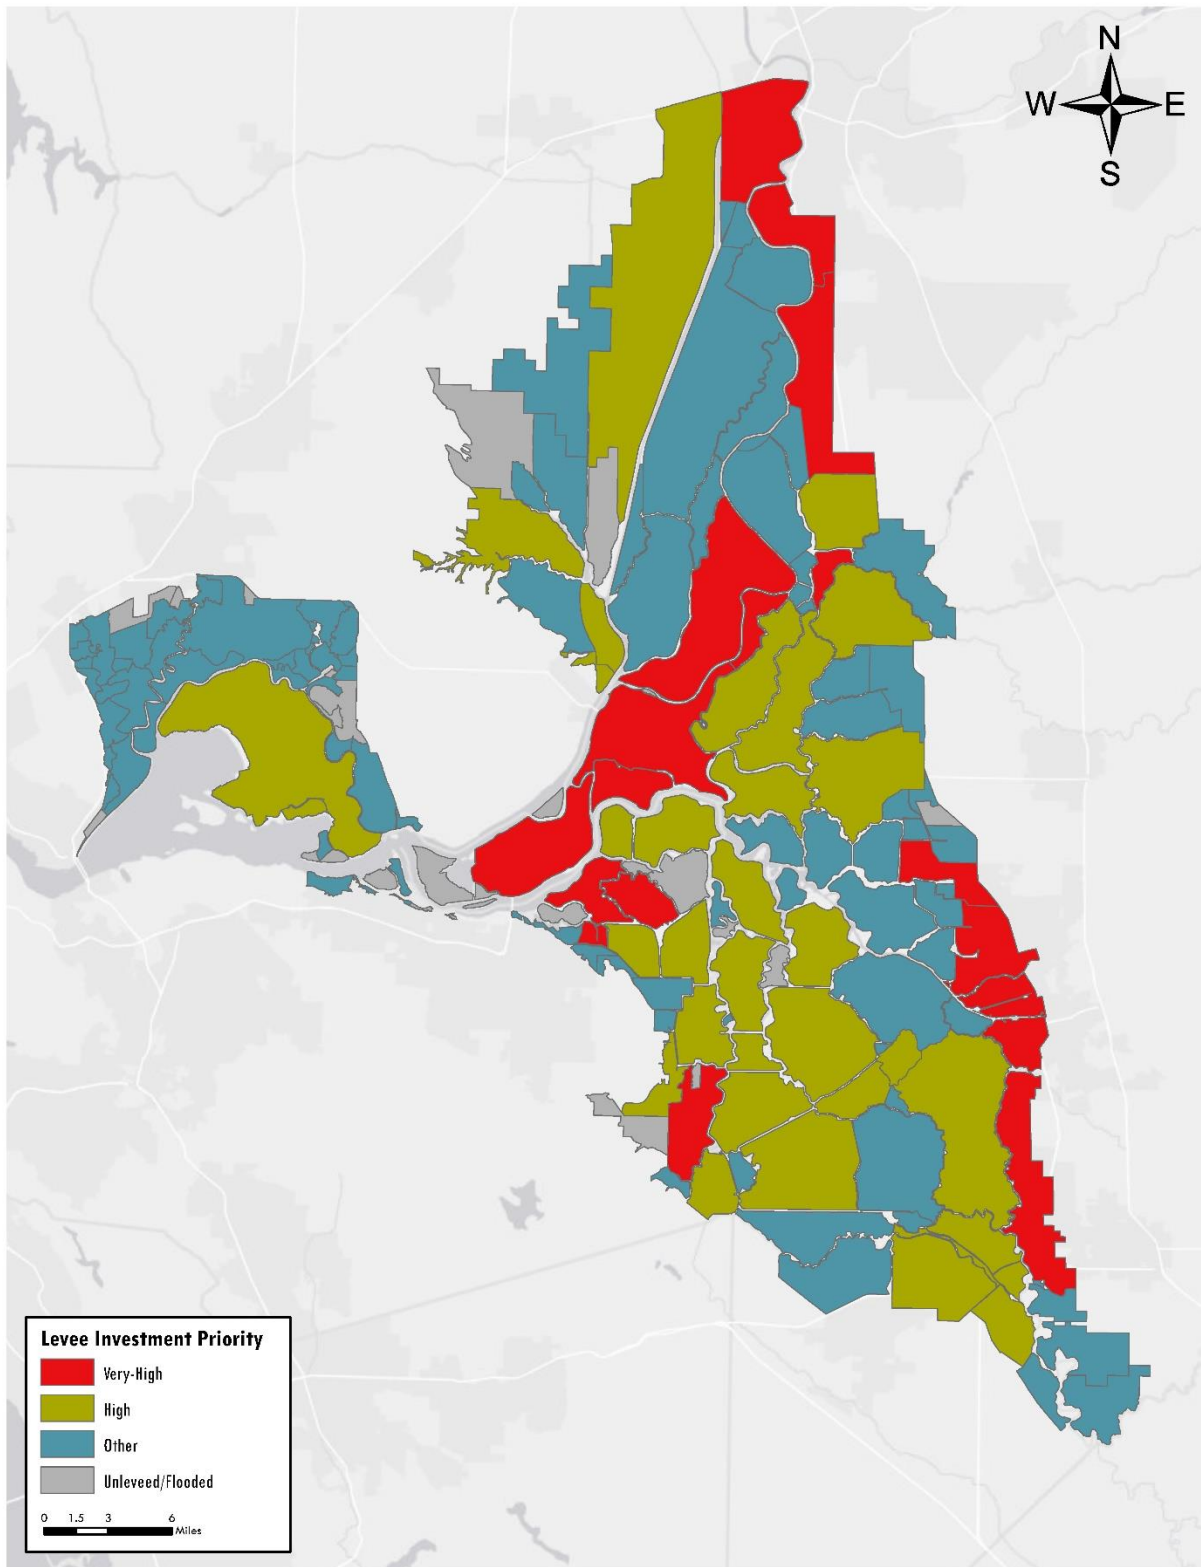 N
W E
S
Levee Investment Priority
Very-High
High
Other
Unleveed/Flooded
0 1.5 3 6
Miles